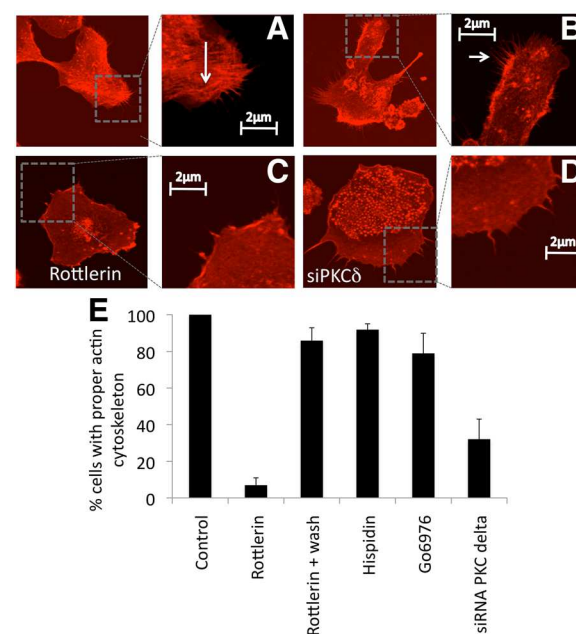 A
2μm
B
2μm
C
2μm
Rottlerin
D
2μm
siPKCδ
E
% cells with proper actin
cytoskeleton
100
80
60
40
20
0
Control
Rottlerin
Rottlerin + wash
Hispidin
Go6976
siRNA PKC delta